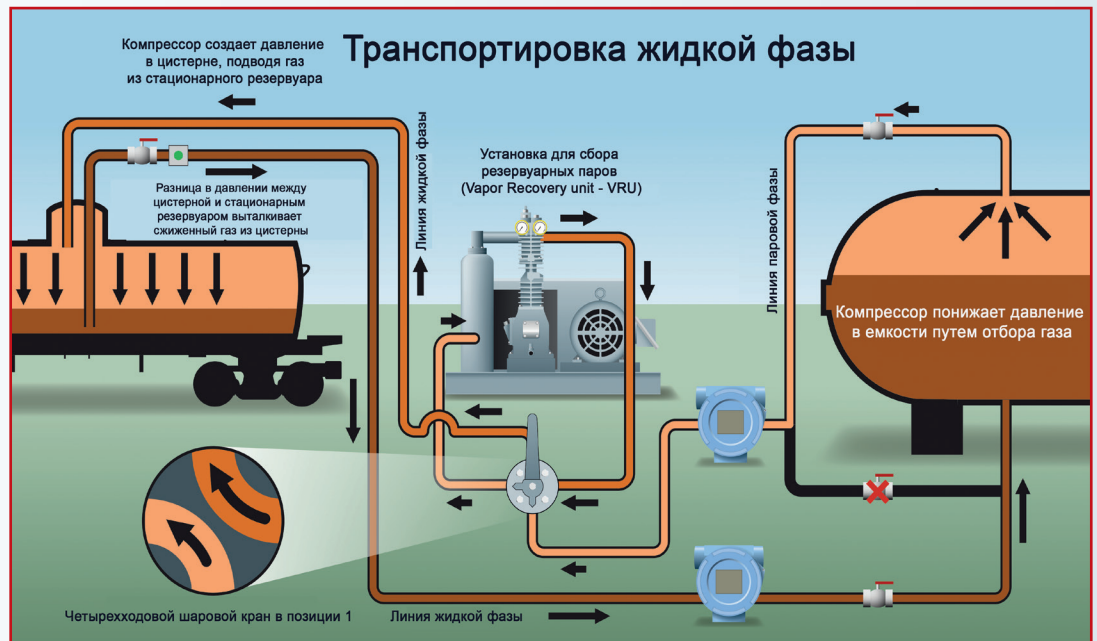 Транспортировка жидкой фазы
Компрессор создает давление
в цистерне, подводя газ
из стационарного резервуара
Разница в давлении между
цистерной и стационарным
резервуаром выталкивает
сжиженный газ из цистерны
Линия жидкой фазы
Установка для сбора
резервуарных паров
(Vapor Recovery unit - VRU)
Линия паровой фазы
Компрессор понижает давление
в емкости путем отбора газа
Четырехходовой шаровой кран в позиции 1
Линия жидкой фазы